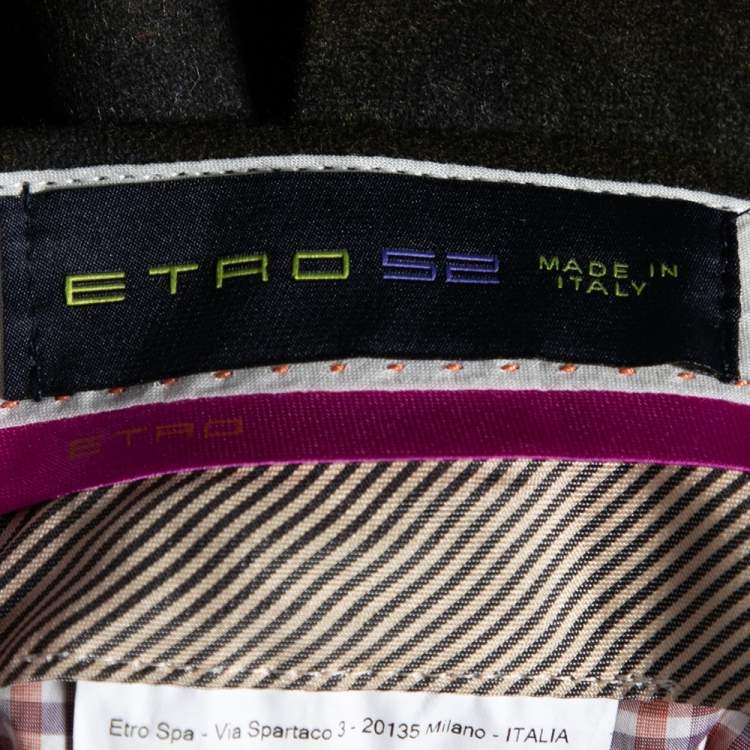 ETRO 52 MADE IN
ITALY
ETRO
Etro Spa - Via Spartaco 3 - 20135 Milano - ITALIA